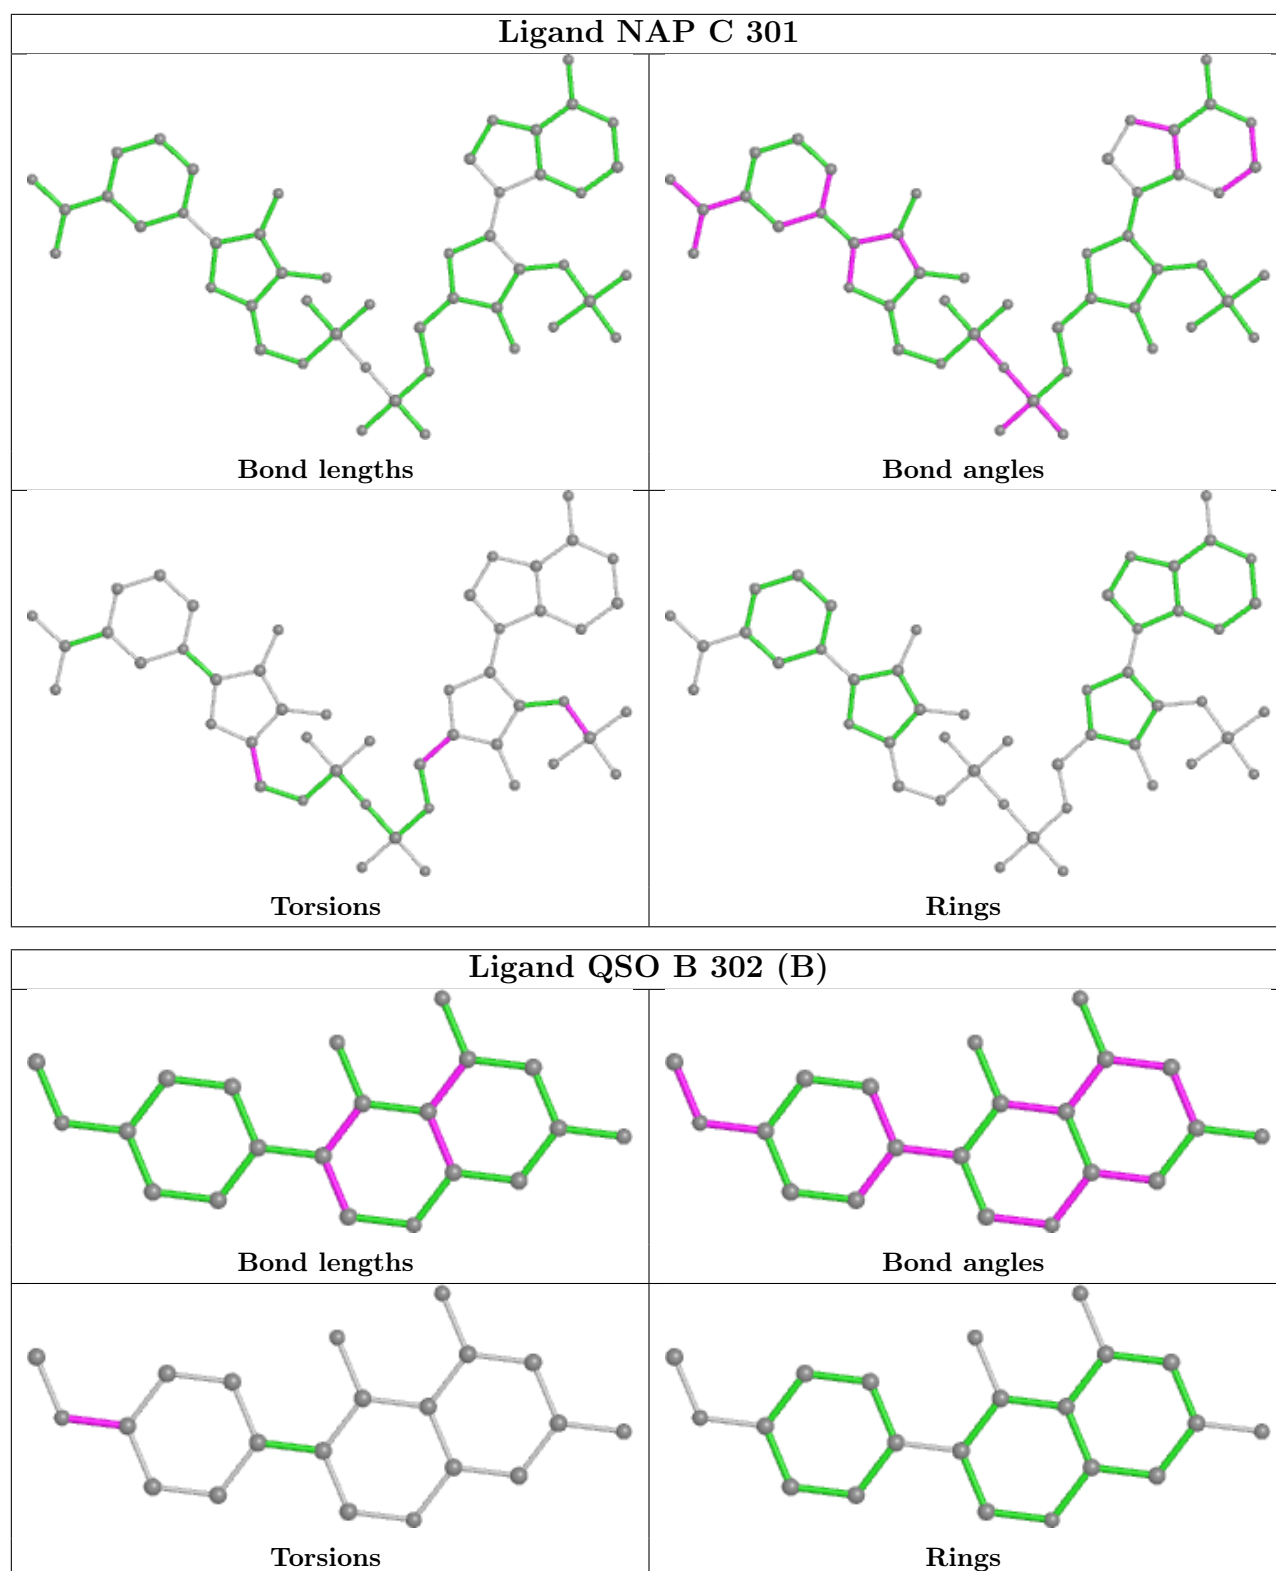 Ligand NAP C 301
Bond lengths
Bond angles
Torsions
Rings
Ligand QSO B 302 (B)
Bond lengths
Bond angles
Torsions
Rings